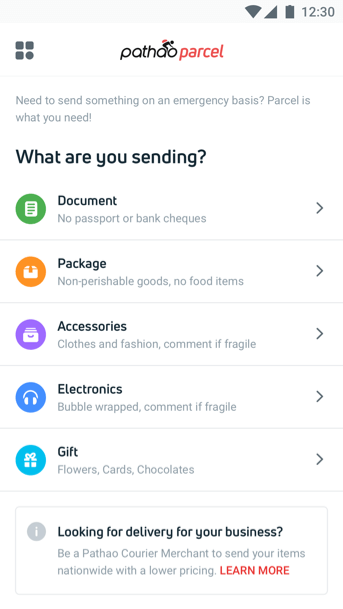 12:30
pathao parcel
Need to send something on an emergency basis? Parcel is
what you need!
What are you sending?
Document
No passport or bank cheques
Package
Non-perishable goods, no food items
Accessories
Clothes and fashion, comment if fragile
Electronics
Bubble wrapped, comment if fragile
Gift
Flowers, Cards, Chocolates
Looking for delivery for your business?
Be a Pathao Courier Merchant to send your items
nationwide with a lower pricing. LEARN MORE